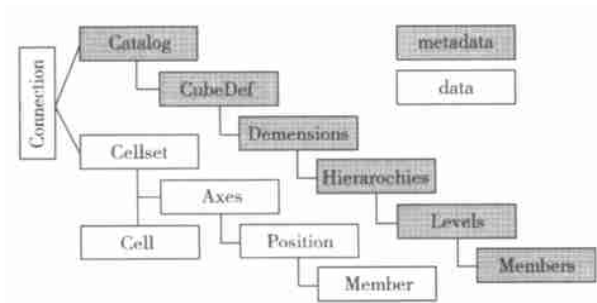 Catalog
metadata
CubeDef
data
Connection
Demensions
Cellset
Hierarochies
Axes
Levels
Cell
Position
Members
Member